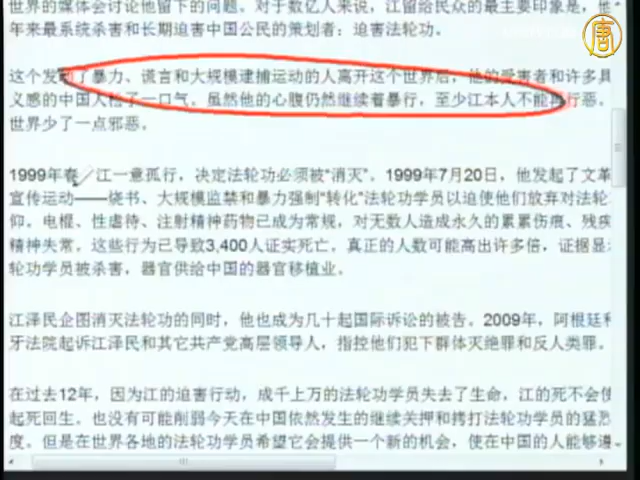 世界的媒体会讨论他留下的问题。对于数亿人来说，江留给民众的最主要印象是，他
年来最系统杀害和长期迫害中国公民的策划者：迫害法轮功。
这个发动了暴力、谎言和大规模逮捕运动的人离开这个世界后，他的受害者和许多具
义感的中国人松了一口气。虽然他的心腹仍然继续着暴行，至少江本人不能再行恶。
世界少了一点邪恶。
1999年春，江一意孤行，决定法轮功必须被“消灭”。1999年7月20日，他发起了文革
宣传运动——烧书、大规模监禁和暴力强制“转化”法轮功学员以迫使他们放弃对法轮
仰。电棍、性虐待、注射精神药物已成为常规，对无数人造成永久的累累伤痕、残疾
精神失常。这些行为已导致3,400人证实死亡。真正的人数可能高出许多倍，证据显
轮功学员被杀害，器官供给中国的器官移植业。
江泽民企图消灭法轮功的同时，他也成为几十起国际诉讼的被告。2009年，阿根廷和
牙法院起诉江泽民和其它共产党高层领导人，指控他们犯下群体灭绝罪和反人类罪。
在过去12年，因为江的迫害行动，成千上万的法轮功学员失去了生命，江的死不会使
起死回生。也没有可能削弱今天在中国依然发生的继续关押和拷打法轮功学员的猛烈
度。但是在世界各地的法轮功学员希望它会提供一个新的机会，使在中国的人能够遵
唐